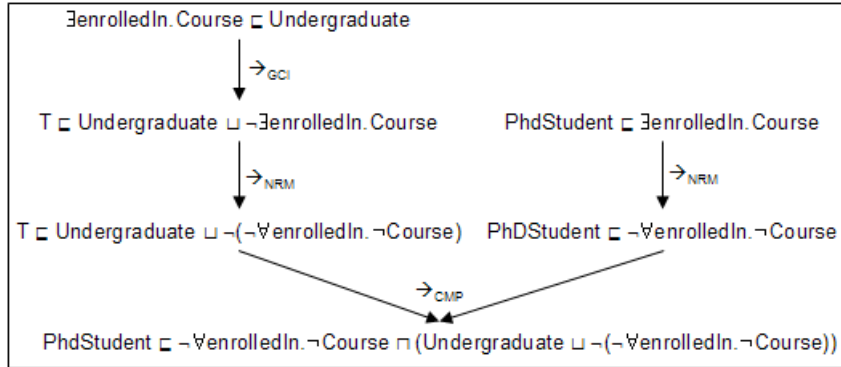 ∃enrolledIn.Course ⊑ Undergraduate
→GCI
T ⊑ Undergraduate ⊔ ¬∃enrolledIn.Course PhdStudent ⊑ ∃enrolledIn.Course
→NRM →NRM
T ⊑ Undergraduate ⊔ ¬(¬∀enrolledIn.¬Course) PhDStudent ⊑ ¬∀enrolledIn.¬Course
→CMP
PhdStudent ⊑ ¬∀enrolledIn.¬Course ⊓ (Undergraduate ⊔ ¬(¬∀enrolledIn.¬Course))